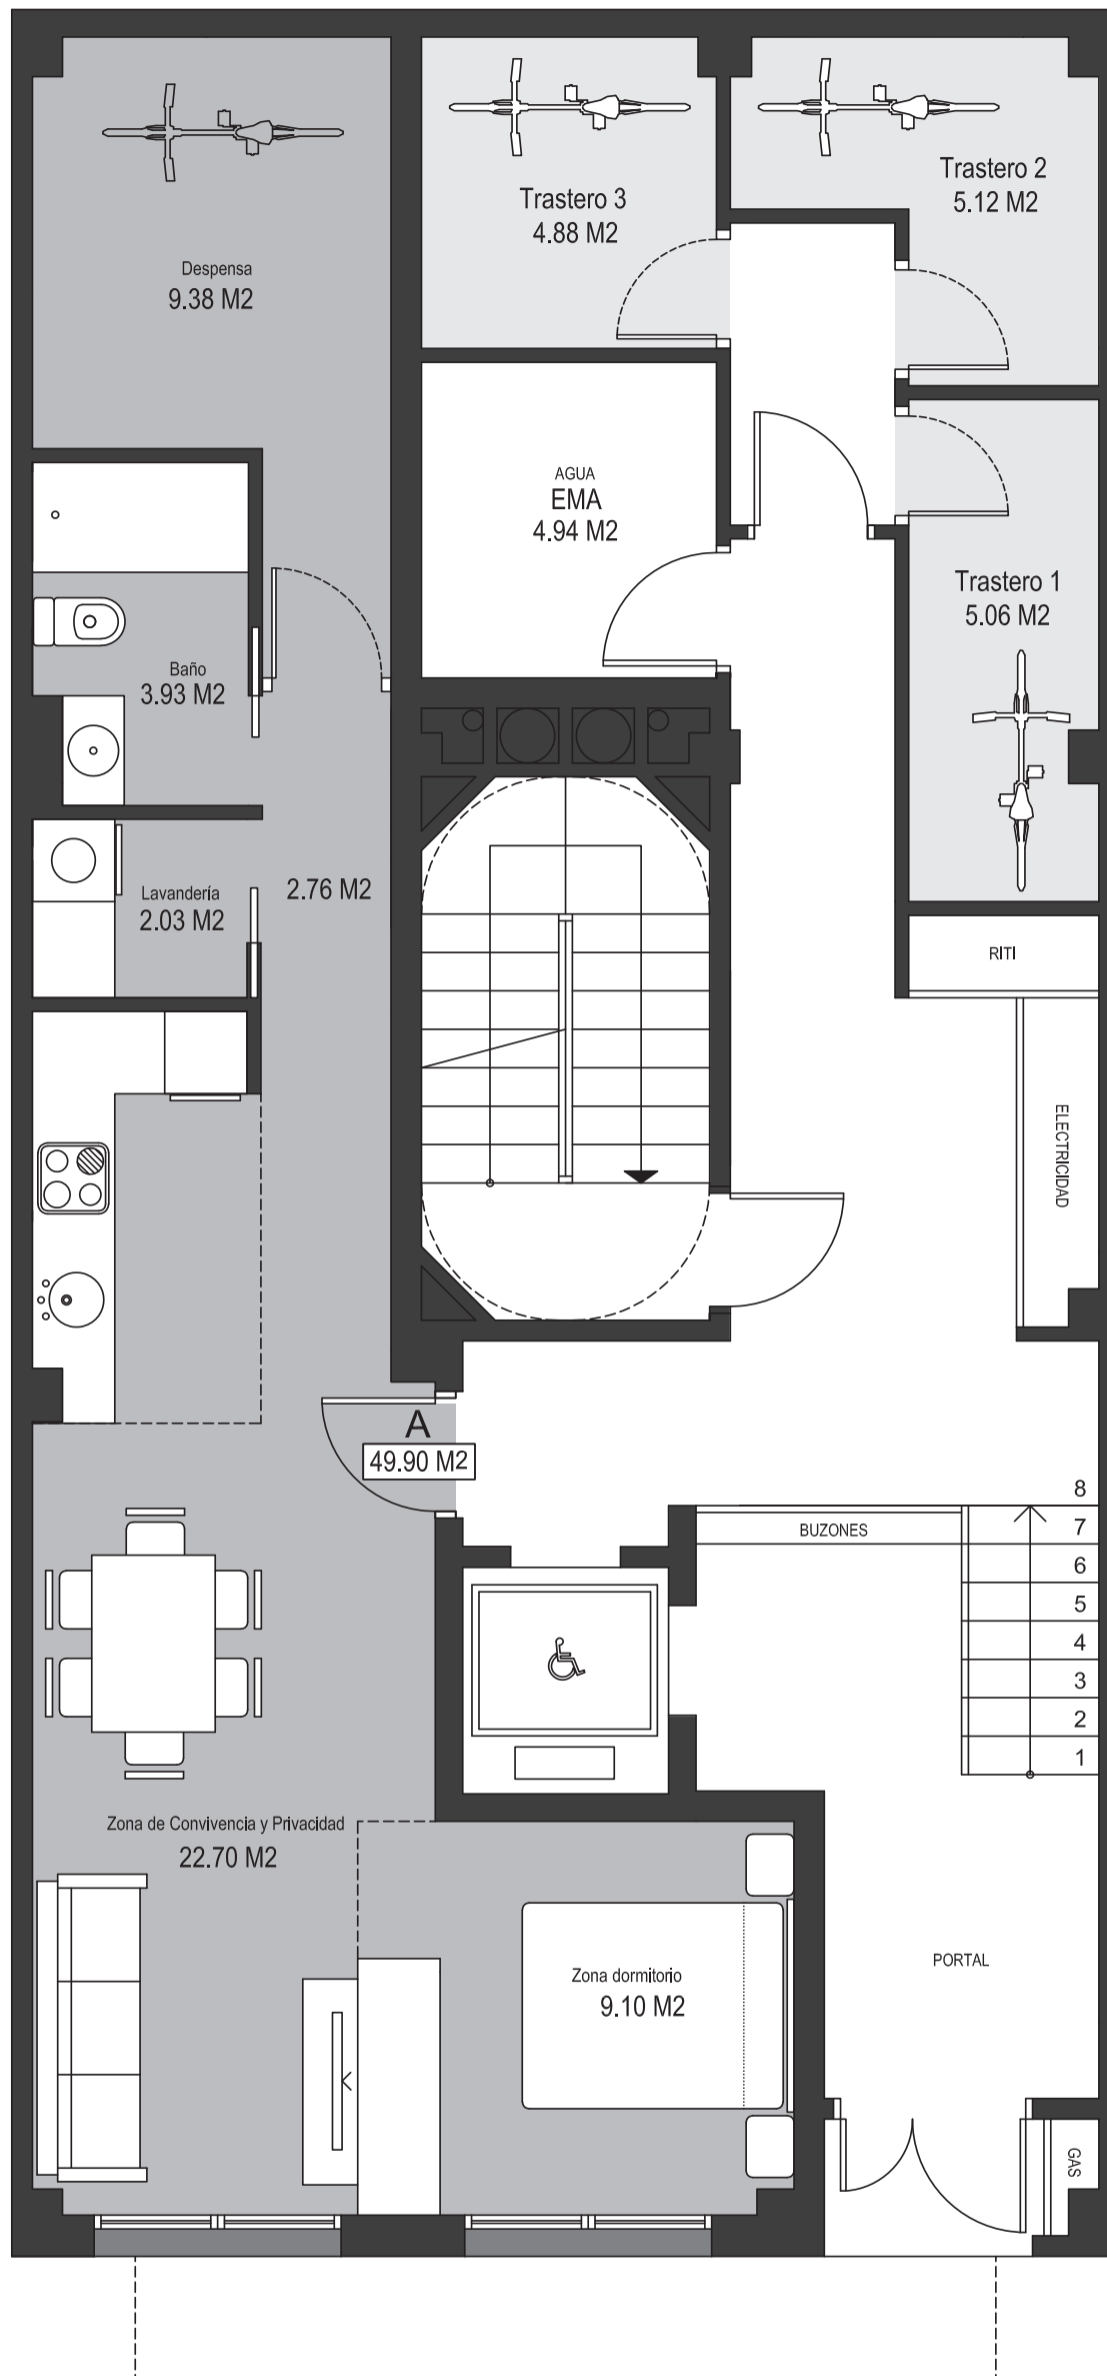 Trastero 3
4.88 M2
Trastero 2
5.12 M2
Despensa
9.38 M2
AGUA
EMA
4.94 M2
Trastero 1
5.06 M2
Baño
3.93 M2
Lavandería
2.03 M2
2.76 M2
RITI
ELECTRICIDAD
A
49.90 M2
BUZONES
8
7
6
5
4
3
2
1
Zona de Convivencia y Privacidad
22.70 M2
Zona dormitorio
9.10 M2
PORTAL
GAS